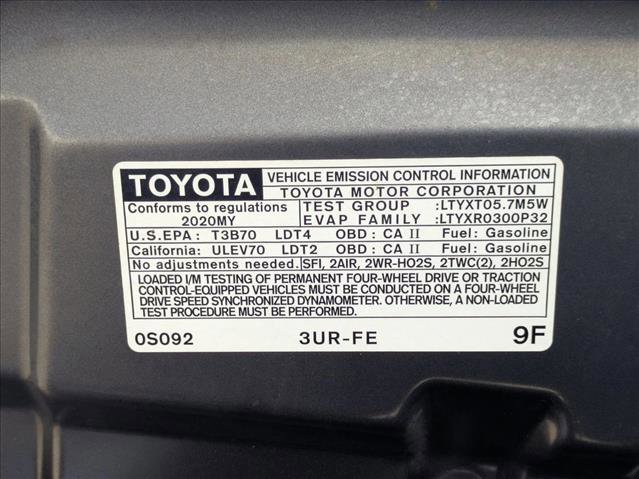 TOYOTA VEHICLE EMISSION CONTROL INFORMATION
TOYOTA MOTOR CORPORATION
Conforms to regulations TEST GROUP :LTYXT05.7M5W
2020MY EVAP FAMILY :LTYXR0300P32
U.S.EPA: T3B70 LDT4 OBD: CA II Fuel: Gasoline
California: ULEV70 LDT2 OBD: CA II Fuel: Gasoline
No adjustments needed. SFI, 2AIR, 2WR-HO2S, 2TWC(2), 2HO2S
LOADED I/M TESTING OF PERMANENT FOUR-WHEEL DRIVE OR TRACTION
CONTROL-EQUIPPED VEHICLES MUST BE CONDUCTED ON A FOUR-WHEEL
DRIVE SPEED SYNCHRONIZED DYNAMOMETER. OTHERWISE, A NON-LOADED
TEST PROCEDURE MUST BE PERFORMED.
0S092 3UR-FE 9F